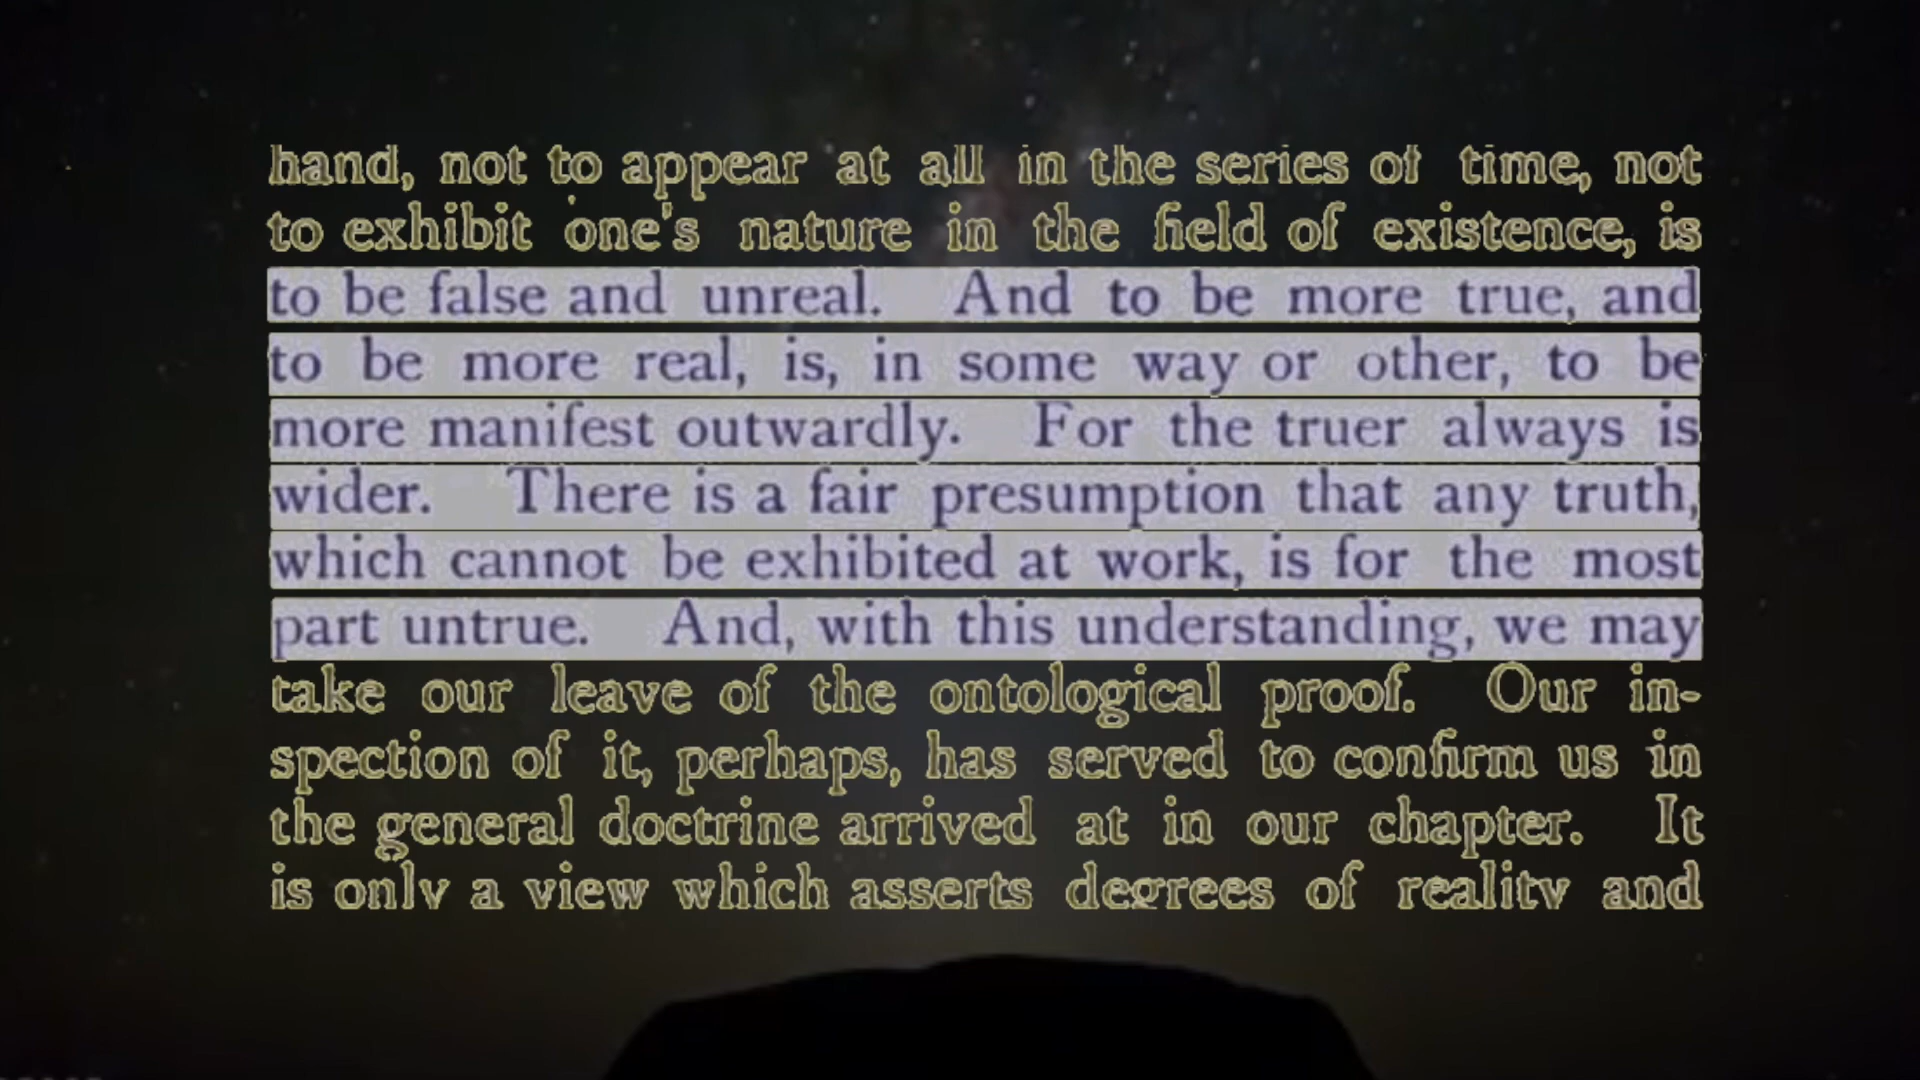 hand, not to appear at all in the series of time, not
to exhibit one's nature in the field of existence, is
to be false and unreal. And to be more true, and
to be more real, is, in some way or other, to be
more manifest outwardly. For the truer always is
wider. There is a fair presumption that any truth,
which cannot be exhibited at work, is for the most
part untrue. And, with this understanding, we may
take our leave of the ontological proof. Our in-
spection of it, perhaps, has served to confirm us in
the general doctrine arrived at in our chapter. It
is only a view which asserts degrees of reality and